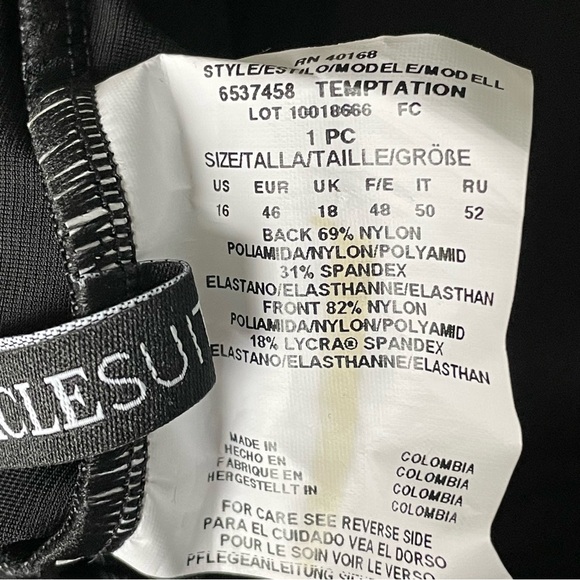 RN 40168
STYLE/ESTILO/MODELE/MODELL
6537458 TEMPTATION
LOT 10018666 FC
1 PC
SIZE/TALLA/TAILLE/GRÖßE
US EUR UK F/E IT RU
16 46 18 48 50 52
BACK 69% NYLON
POLIAMIDA/NYLON/POLYAMID
31% SPANDEX
ELASTANO/ELASTHANNE/ELASTHAN
FRONT 82% NYLON
POLIAMIDA/NYLON/POLYAMID
18% LYCRA® SPANDEX
ELASTANO/ELASTHANNE/ELASTHAN
MADE IN COLOMBIA
HECHO EN COLOMBIA
FABRIQUE EN COLOMBIA
HERGESTELLT IN COLOMBIA
FOR CARE SEE REVERSE SIDE
PARA EL CUIDADO VEA EL DORSO
POUR LE SOIN VOIR LE VERSO
PFLEGEANLEITUNG
CLESUIT